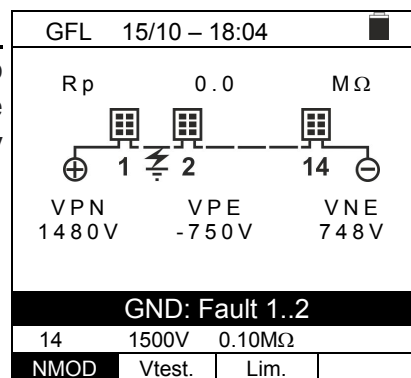 GFL 15/10 – 18:04
Rp 0.0 MΩ
1 2 14
VPN VPE VNE
1480V -750V 748V
GND: Fault 1..2
14 1500V 0.10MΩ
NMOD Vtest. Lim.